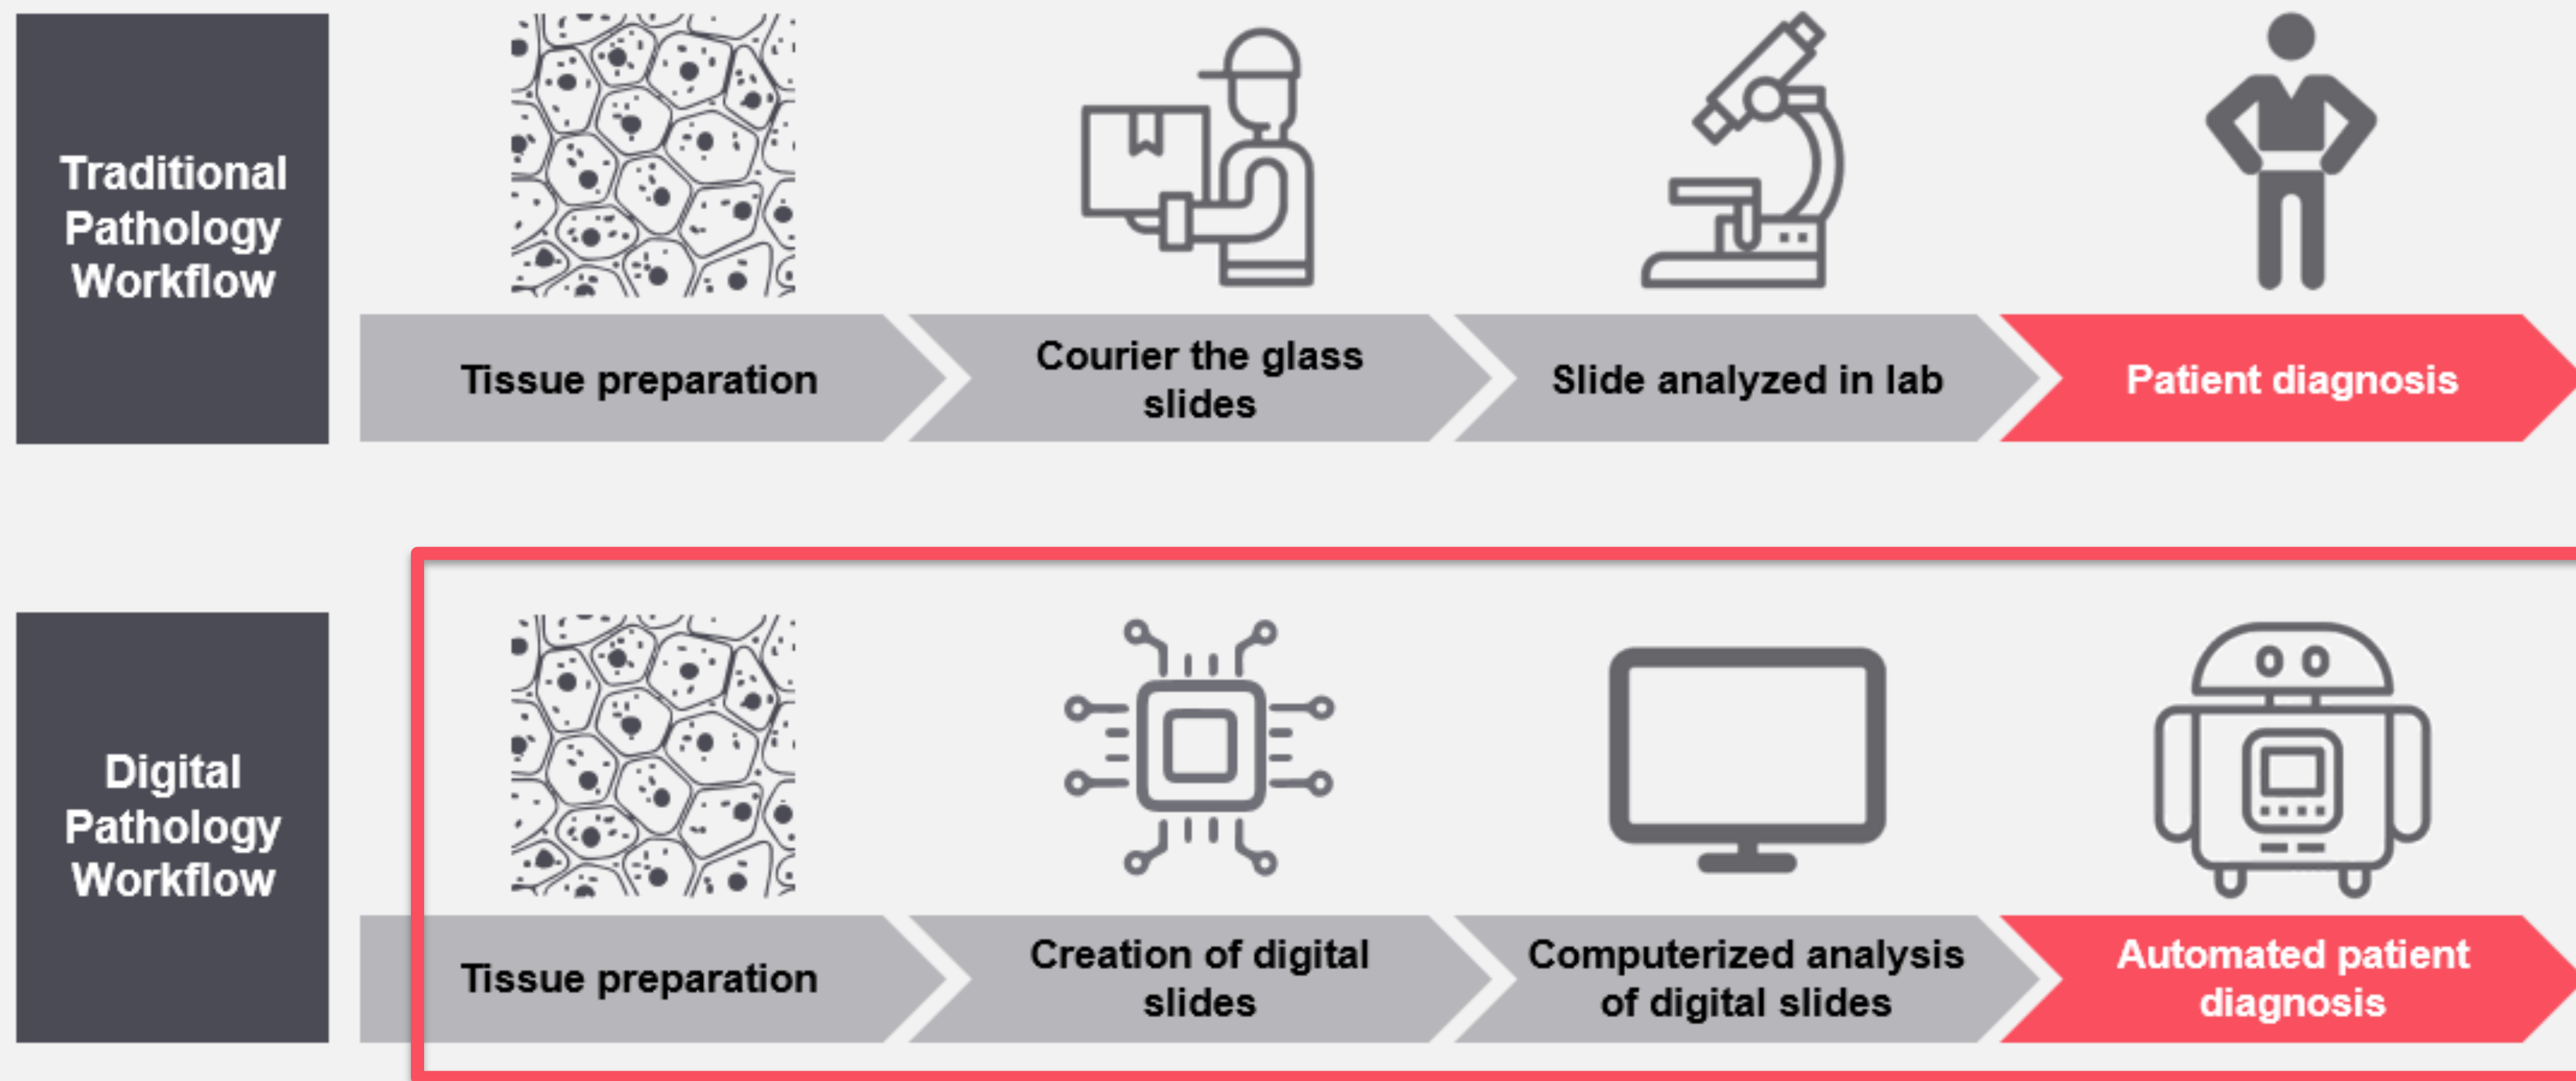 Traditional
Pathology
Workflow
Tissue preparation
Courier the glass
slides
Slide analyzed in lab
Patient diagnosis
Digital
Pathology
Workflow
Tissue preparation
Creation of digital
slides
Computerized analysis
of digital slides
Automated patient
diagnosis